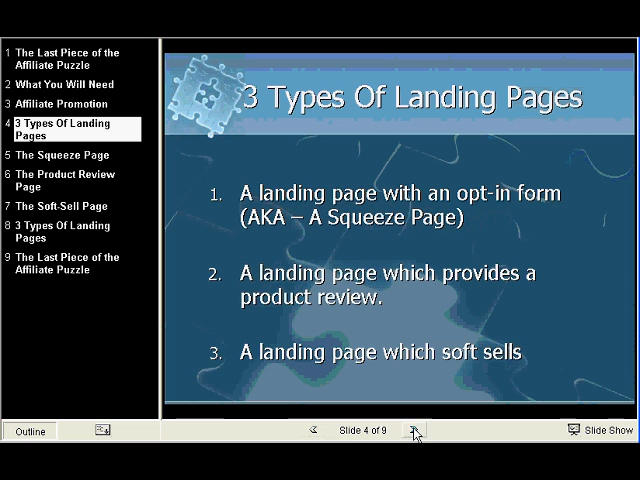 1 The Last Piece of the
Affiliate Puzzle
2 What You Will Need
3 Affiliate Promotion
4 3 Types Of Landing
Pages
5 The Squeeze Page
6 The Product Review
Page
7 The Soft-Sell Page
8 3 Types Of Landing
Pages
9 The Last Piece of the
Affiliate Puzzle
3 Types Of Landing Pages
1. A landing page with an opt-in form
(AKA – A Squeeze Page)
2. A landing page which provides a
product review.
3. A landing page which soft sells
Outline
Slide 4 of 9
Slide Show